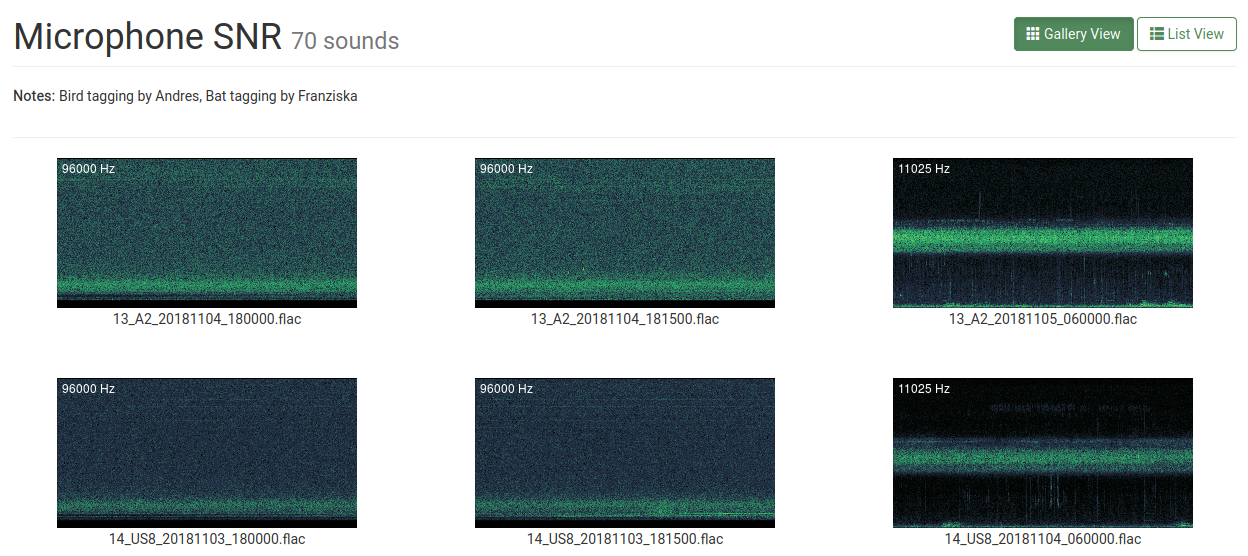 Microphone SNR 70 sounds
Gallery View
List View
Notes: Bird tagging by Andres, Bat tagging by Franziska
96000 Hz
96000 Hz
11025 Hz
13_A2_20181104_180000.flac
13_A2_20181104_181500.flac
13_A2_20181105_060000.flac
96000 Hz
96000 Hz
11025 Hz
14_US8_20181103_180000.flac
14_US8_20181103_181500.flac
14_US8_20181104_060000.flac